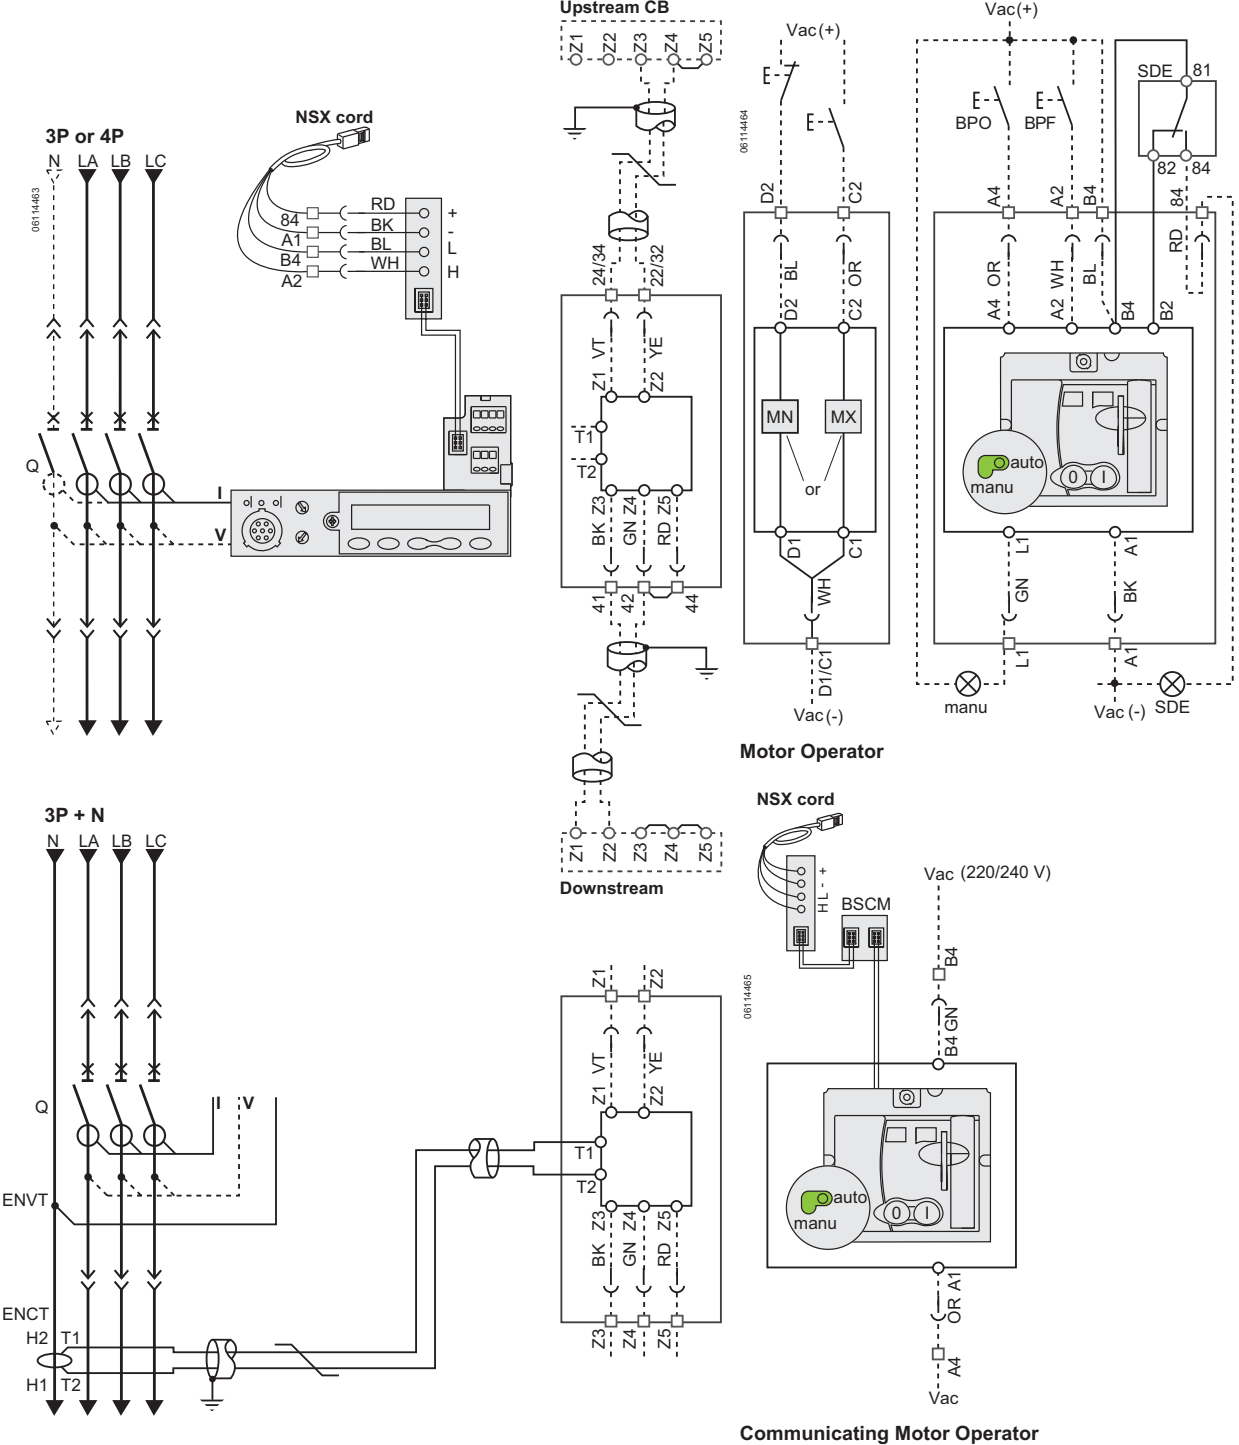 Upstream CB
Z1 Z2 Z3 Z4 Z5
Vac (+)
Vac (+)
SDE 81
BPO BPF
82 84
NSX cord
3P or 4P
N LA LB LC
06114463
06114464
84 RD +
A1 BK -
B4 BL L
A2 WH H
D2 C2
A4 A2 B4 84
24/34 22/32
BL OR
OR WH BL RD
D2 C2
A4 A2 B4 B2
VT YE
Z1 Z2
T1
T2
MN MX
or
auto
manu
0 I
Q
I
V
Z3 Z4 Z5
BK GN RD
D1 C1
WH
L1 A1
GN BK
41 42 44
D1/C1
L1 A1
manu
Vac (-) SDE
Vac (-)
Motor Operator
3P + N
N LA LB LC
Z1 Z2 Z3 Z4 Z5
Downstream
NSX cord
+
-
L
H
BSCM
Vac (220/240 V)
06114465
B4
GN
B4
Z1 Z2
VT YE
Z1 Z2
Q
I V
T1
T2
ENVT
Z3 Z4 Z5
BK GN RD
Z3 Z4 Z5
auto
manu
0 I
A1
OR
A4
Vac
ENCT
H2 T1
H1 T2
Communicating Motor Operator